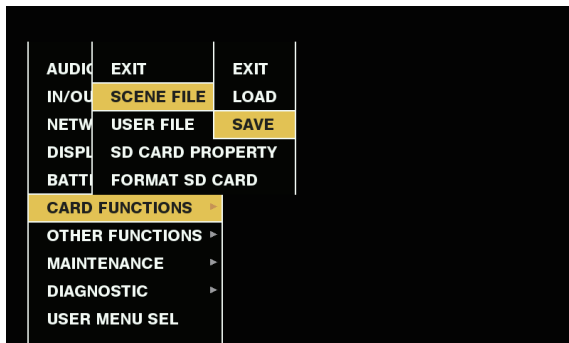 AUDIO EXIT EXIT
IN/OU SCENE FILE LOAD
NETW USER FILE SAVE
DISPL SD CARD PROPERTY
BATT FORMAT SD CARD
CARD FUNCTIONS
OTHER FUNCTIONS
MAINTENANCE
DIAGNOSTIC
USER MENU SEL